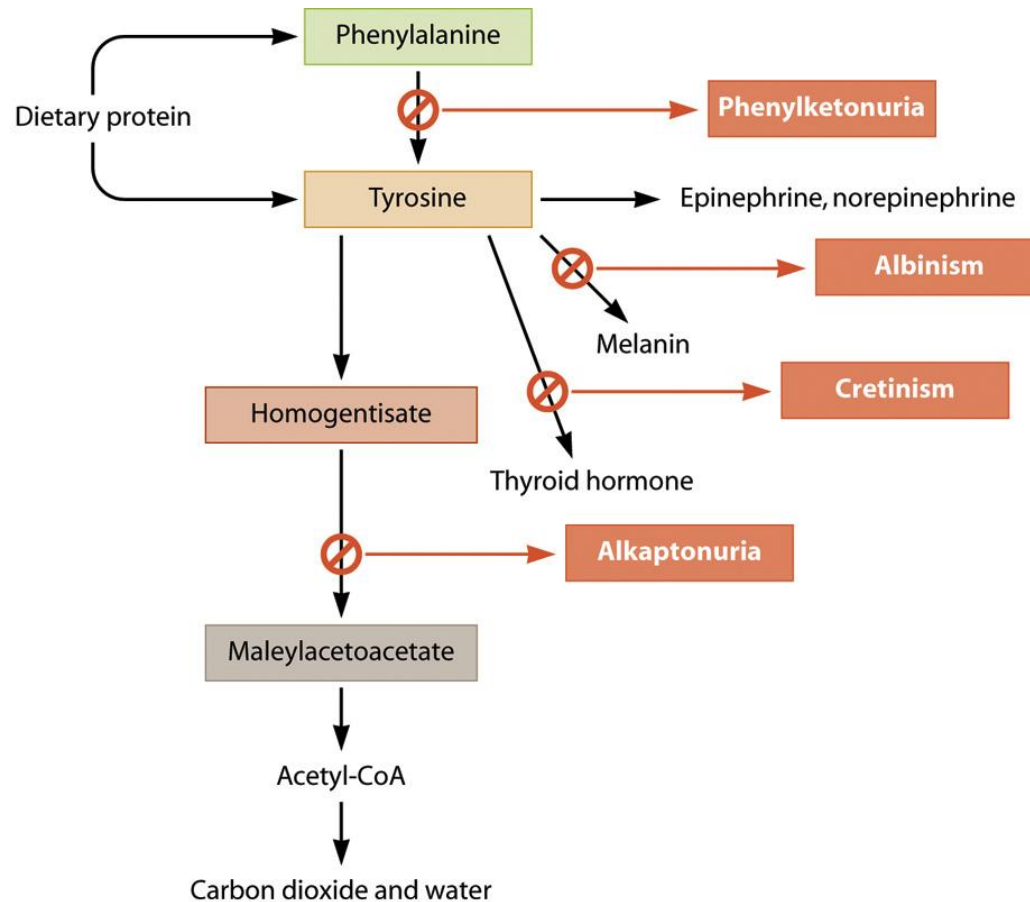 Phenylalanine
Phenylketonuria
Dietary protein
Tyrosine
Epinephrine, norepinephrine
Albinism
Melanin
Cretinism
Homogentisate
Thyroid hormone
Alkaptonuria
Maleylacetoacetate
Acetyl-CoA
Carbon dioxide and water